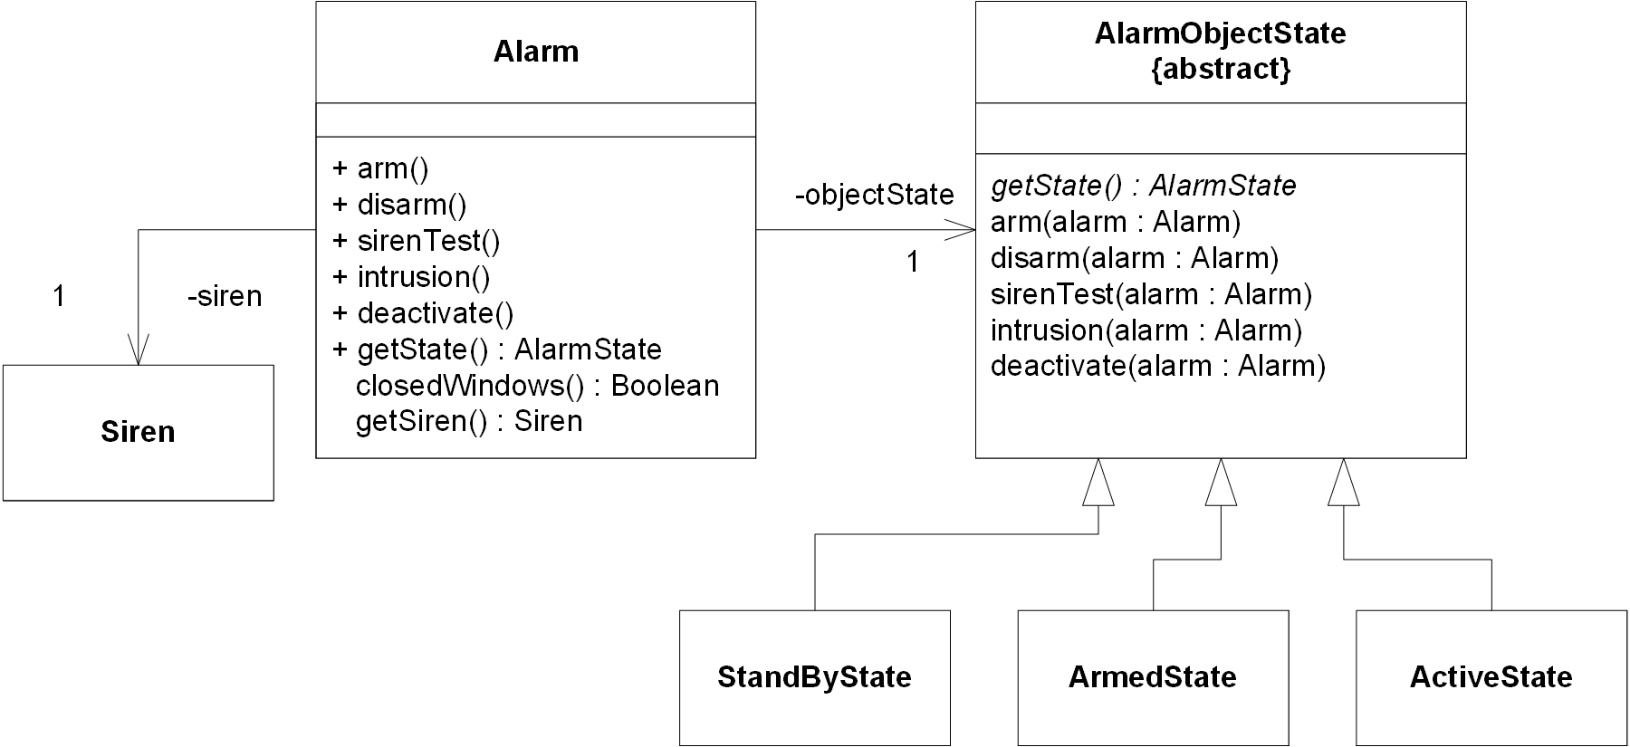 Alarm
+ arm()
+ disarm()
+ sirenTest()
+ intrusion()
+ deactivate()
+ getState() : AlarmState
closedWindows() : Boolean
getSiren() : Siren
1
-siren
Siren
-objectState
1
AlarmObjectState
{abstract}
getState() : AlarmState
arm(alarm : Alarm)
disarm(alarm : Alarm)
sirenTest(alarm : Alarm)
intrusion(alarm : Alarm)
deactivate(alarm : Alarm)
StandByState
ArmedState
ActiveState